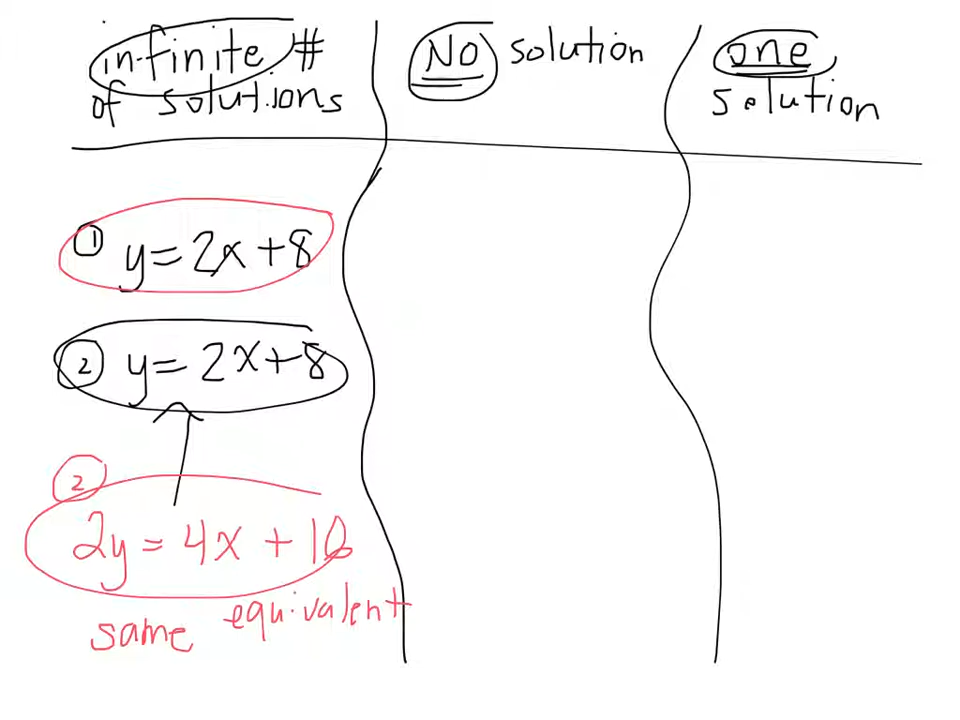 infinite #
of solutions
No solution
one
solution
① y=2x+8
② y=2x+8
②
2y=4x+16
same equivalent